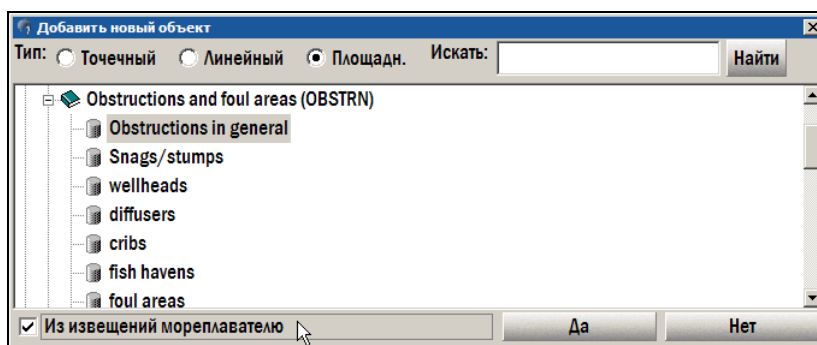 Добавить новый объект
Тип: Точечный Линейный Площадн. Искать: Найти
Obstructions and foul areas (OBSTRN)
Obstructions in general
Snags/stumps
wellheads
diffusers
cribs
fish havens
foul areas
Из извещений мореплавателю Да Нет